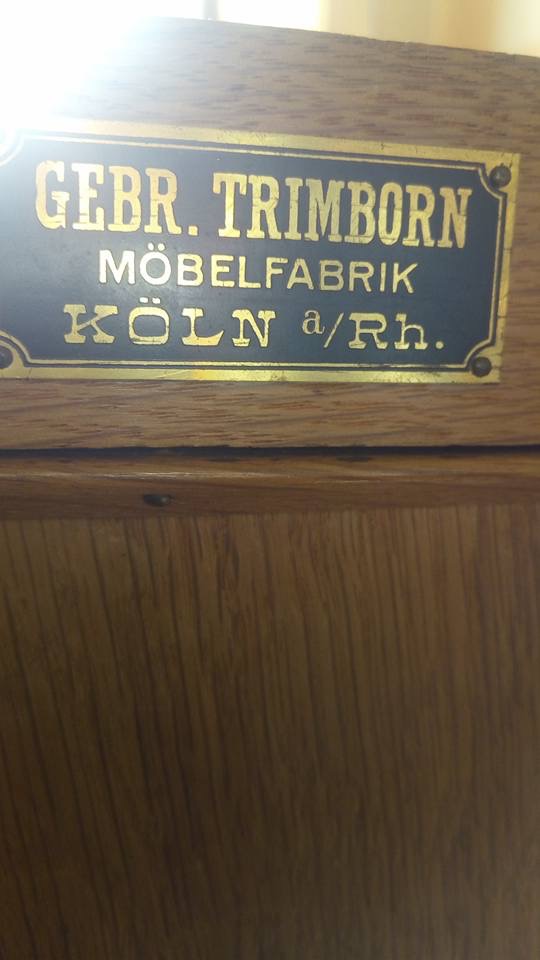 GEBR. TRIMBORN
MÖBELFABRIK
KÖLN a/Rh.